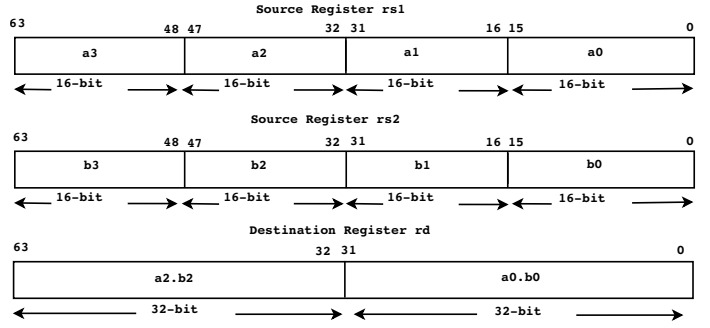 Source Register rs1
63 48 47 32 31 16 15 0
a3 a2 a1 a0
16-bit 16-bit 16-bit 16-bit
Source Register rs2
63 48 47 32 31 16 15 0
b3 b2 b1 b0
16-bit 16-bit 16-bit 16-bit
Destination Register rd
63 32 31 0
a2.b2 a0.b0
32-bit 32-bit